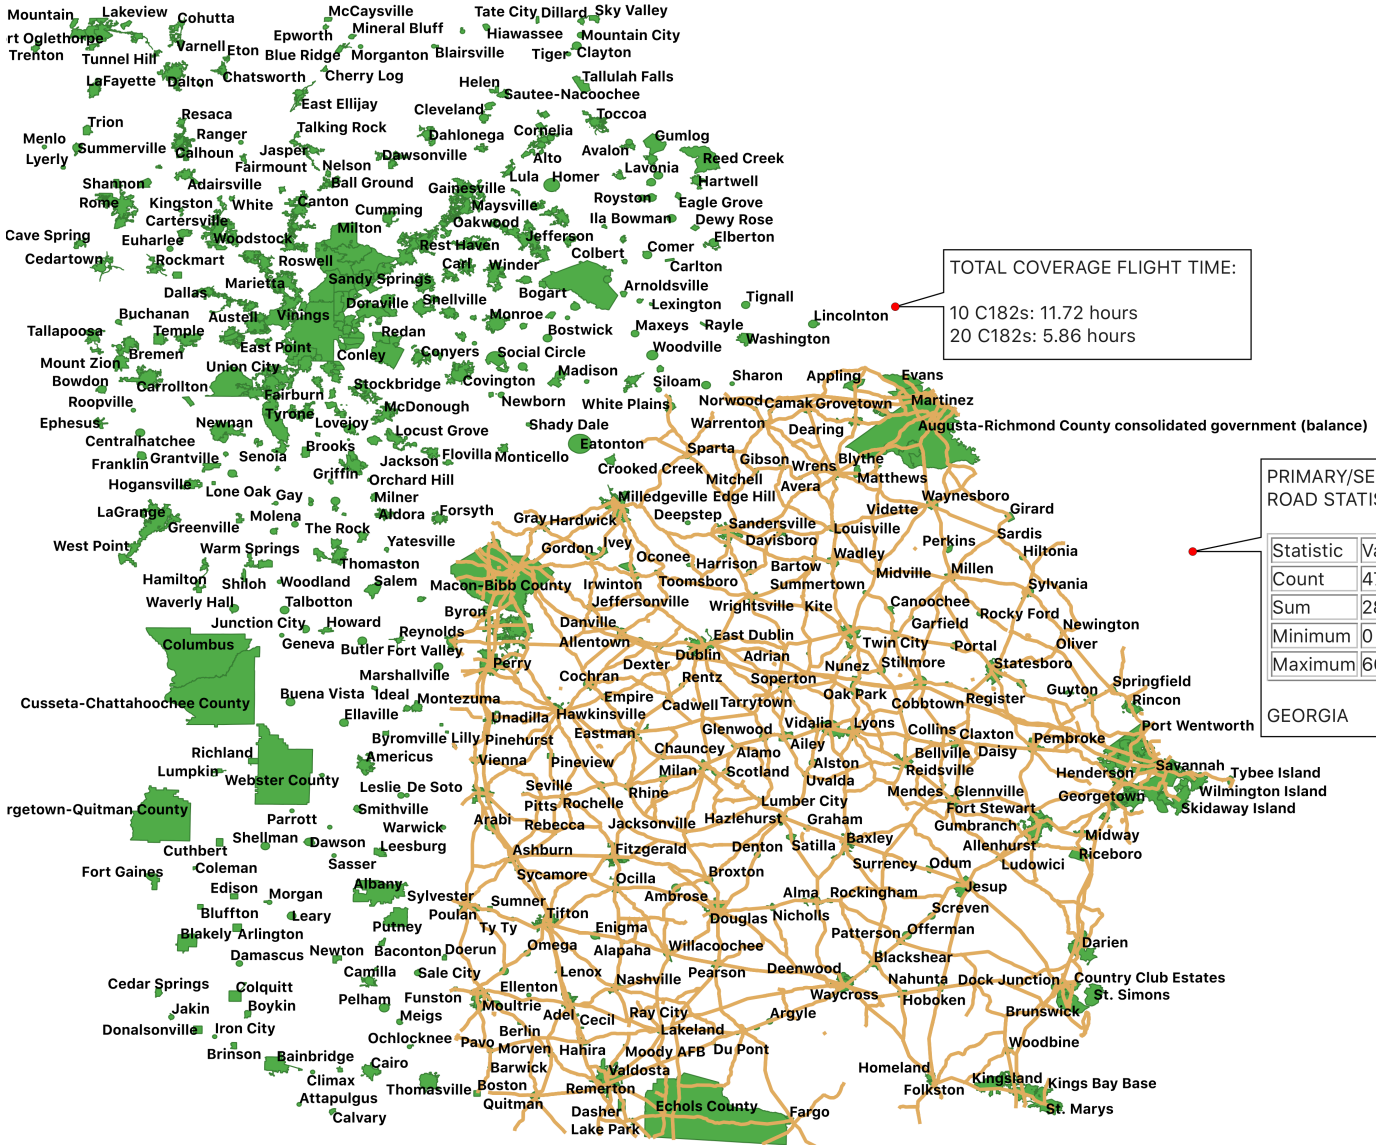 Mountain
Lakeview
Cohutta
McCaysville
Tate City
Dillard
Sky Valley
rt Oglethorpe
Epworth
Mineral Bluff
Hiawassee
Mountain City
Trenton
Tunnel Hill
Varnell
Eton
Blue Ridge
Morganton
Blairsville
Tiger
Clayton
LaFayette
Dalton
Chatsworth
Cherry Log
Helen
Tallulah Falls
Sautee-Nacoochee
East Ellijay
Cleveland
Toccoa
Trion
Resaca
Ranger
Talking Rock
Dahlonega
Cornelia
Gumlog
Menlo
Lyerly
Summerville
Calhoun
Jasper
Fairmount
Nelson
Dawsonville
Alto
Avalon
Lavonia
Reed Creek
Shannon
Adairsville
Ball Ground
Gainesville
Lula
Homer
Hartwell
Rome
Kingston
White
Canton
Cumming
Maysville
Royston
Eagle Grove
Cartersville
Milton
Oakwood
Ila
Bowman
Dewy Rose
Cave Spring
Euharlee
Woodstock
Rest Haven
Jefferson
Elberton
Cedartown
Rockmart
Roswell
Carl
Winder
Colbert
Comer
Carlton
Marietta
Sandy Springs
Dallas
Doraville
Snellville
Bogart
Arnoldsville
Lexington
Tignall
Buchanan
Austell
Vinings
Monroe
Lincolnton
TOTAL COVERAGE FLIGHT TIME:
10 C182s: 11.72 hours
20 C182s: 5.86 hours
Tallapoosa
Temple
Redan
Bostwick
Maxeys
Rayle
Washington
Bremen
East Point
Conley
Conyers
Social Circle
Woodville
Mount Zion
Union City
Bowdon
Carrollton
Stockbridge
Covington
Madison
Siloam
Sharon
Appling
Evans
Roopville
Fairburn
Newborn
White Plains
Norwood
Camak
Grovetown
Martinez
Ephesus
Newnan
Tyrone
Lovejoy
McDonough
Shady Dale
Warrenton
Dearing
Augusta-Richmond County consolidated government (balance)
Centralhatchee
Locust Grove
Eatonton
Sparta
Franklin
Grantville
Senoia
Brooks
Griffin
Jackson
Flovilla
Monticello
Crooked Creek
Gibson
Wrens
Blythe
Hogansville
Orchard Hill
Mitchell
Avera
Matthews
Lone Oak
Gay
Milner
Milledgeville
Edge Hill
Waynesboro
LaGrange
Greenville
Molena
The Rock
Aldora
Forsyth
Gray
Hardwick
Deepstep
Sandersville
Vidette
Louisville
Girard
Sardis
West Point
Warm Springs
Yatesville
Gordon
Ivey
Davisboro
Perkins
Hiltonia
Thomaston
Oconee
Harrison
Bartow
Wadley
Midville
Millen
Hamilton
Shiloh
Woodland
Salem
Macon-Bibb County
Irwinton
Toomsboro
Summertown
Sylvania
PRIMARY/SE
ROAD STATIS
Statistic Va
Count 47
Sum 28
Minimum 0
Maximum 66
GEORGIA
Waverly Hall
Talbotton
Byron
Jeffersonville
Wrightsville
Kite
Canoochee
Rocky Ford
Junction City
Howard
Reynolds
Danville
Garfield
Newington
Columbus
Geneva
Butler
Fort Valley
Allentown
East Dublin
Twin City
Portal
Oliver
Perry
Dexter
Dublin
Adrian
Nunez
Stillmore
Statesboro
Marshallville
Cochran
Rentz
Soperton
Springfield
Cusseta-Chattahoochee County
Buena Vista
Ideal
Montezuma
Empire
Cadwell
Tarrytown
Oak Park
Cobbtown
Register
Guyton
Rincon
Ellaville
Unadilla
Hawkinsville
Eastman
Glenwood
Vidalia
Lyons
Collins
Claxton
Pembroke
Port Wentworth
Byromville
Lilly
Pinehurst
Richland
Americus
Vienna
Pineview
Chauncey
Alamo
Ailey
Bellville
Daisy
Savannah
Lumpkin
Webster County
Milan
Scotland
Alston
Uvalda
Reidsville
Henderson
Tybee Island
rgetown-Quitman County
Leslie
De Soto
Seville
Rhine
Mendes
Glennville
Georgetown
Wilmington Island
Parrott
Smithville
Pitts
Rochelle
Lumber City
Fort Stewart
Skidaway Island
Shellman
Warwick
Arabi
Rebecca
Jacksonville
Hazlehurst
Graham
Gumbranch
Midway
Cuthbert
Dawson
Leesburg
Ashburn
Fitzgerald
Denton
Satilla
Baxley
Allenhurst
Riceboro
Coleman
Sasser
Sycamore
Surrency
Odum
Ludowici
Fort Gaines
Edison
Morgan
Albany
Sylvester
Sumner
Ocilla
Broxton
Ambrose
Alma
Rockingham
Jesup
Bluffton
Leary
Poulan
Tifton
Douglas
Nicholls
Screven
Blakely
Arlington
Putney
Ty Ty
Enigma
Patterson
Offerman
Damascus
Newton
Baconton
Doerun
Omega
Alapaha
Willacoochee
Blackshear
Darien
Cedar Springs
Colquitt
Camilla
Sale City
Lenox
Nashville
Pearson
Deenwood
Nahunta
Dock Junction
Country Club Estates
Jakin
Boykin
Pelham
Funston
Ellenton
Moultrie
Waycross
Hoboken
St. Simons
Donalsonville
Iron City
Meigs
Adel
Cecil
Ray City
Argyle
Brunswick
Brinson
Ochlocknee
Berlin
Lakeland
Woodbine
Bainbridge
Cairo
Pavo
Morven
Hahira
Moody AFB
Du Pont
Climax
Thomasville
Barwick
Valdosta
Homeland
Kingsland
Kings Bay Base
Attapulgus
Boston
Remerton
Folkston
Calvary
Quitman
Dasher
Echols County
Fargo
St. Marys
Lake Park